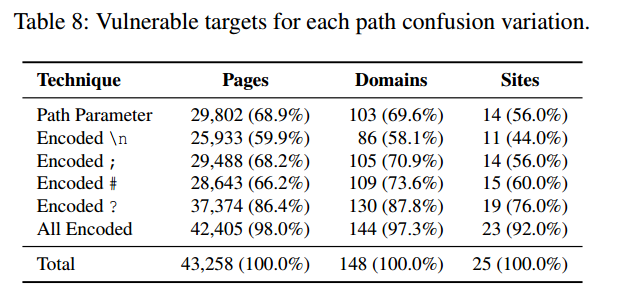 Table 8: Vulnerable targets for each path confusion variation.
Technique Pages Domains Sites
Path Parameter 29,802 (68.9%) 103 (69.6%) 14 (56.0%)
Encoded \n 25,933 (59.9%) 86 (58.1%) 11 (44.0%)
Encoded ; 29,488 (68.2%) 105 (70.9%) 14 (56.0%)
Encoded # 28,643 (66.2%) 109 (73.6%) 15 (60.0%)
Encoded ? 37,374 (86.4%) 130 (87.8%) 19 (76.0%)
All Encoded 42,405 (98.0%) 144 (97.3%) 23 (92.0%)
Total 43,258 (100.0%) 148 (100.0%) 25 (100.0%)